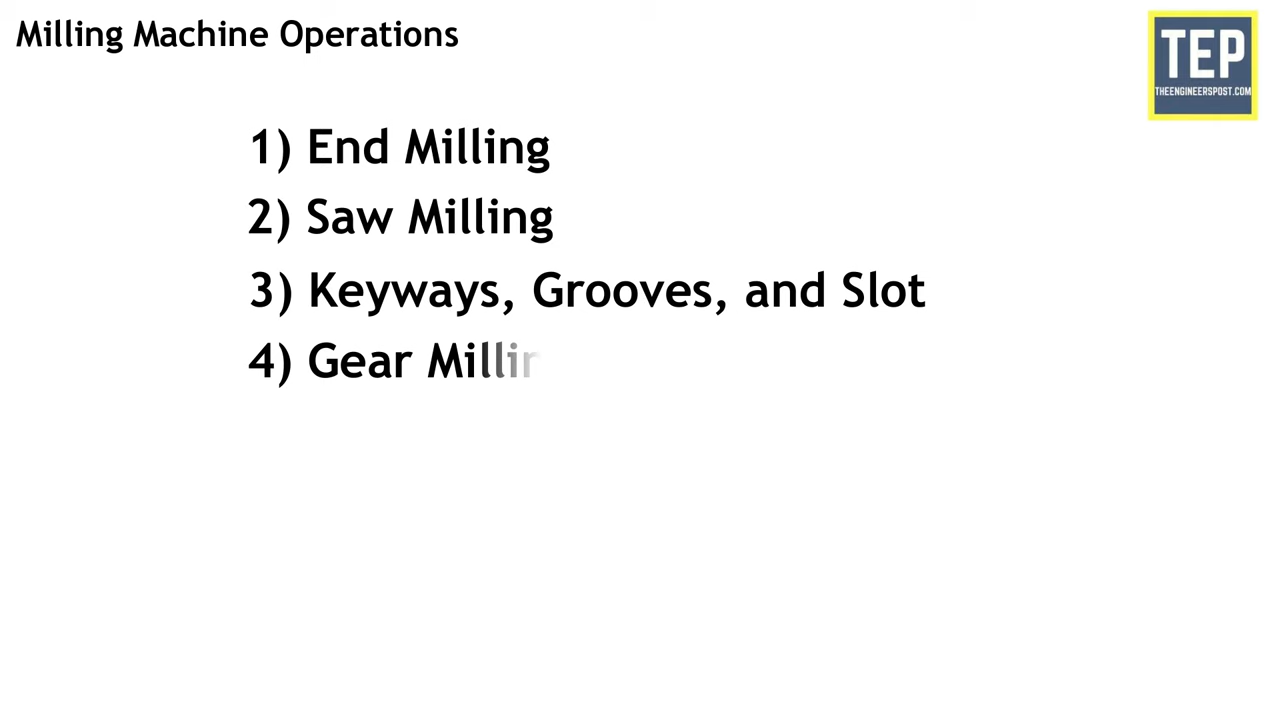 Milling Machine Operations
TEP
THEENGINEERSPOST.COM
1) End Milling
2) Saw Milling
3) Keyways, Grooves, and Slot
4) Gear Millin